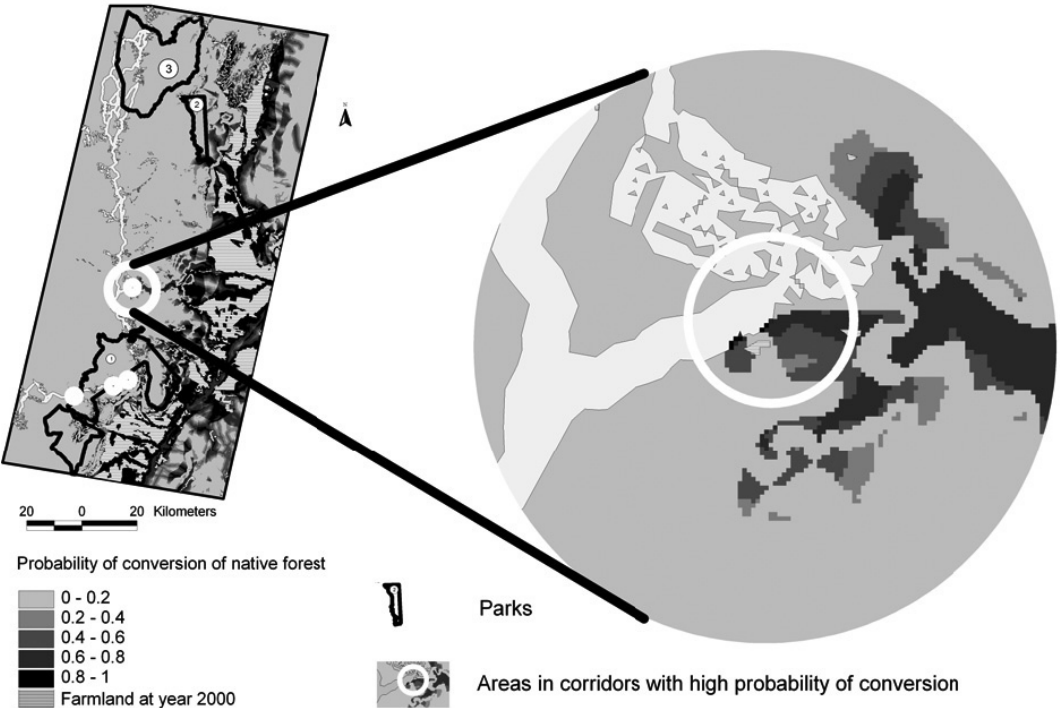 3
2
N
1
20 0 20 Kilometers
Probability of conversion of native forest
0 - 0.2
0.2 - 0.4
0.4 - 0.6
0.6 - 0.8
0.8 - 1
Farmland at year 2000
2
Parks
Areas in corridors with high probability of conversion